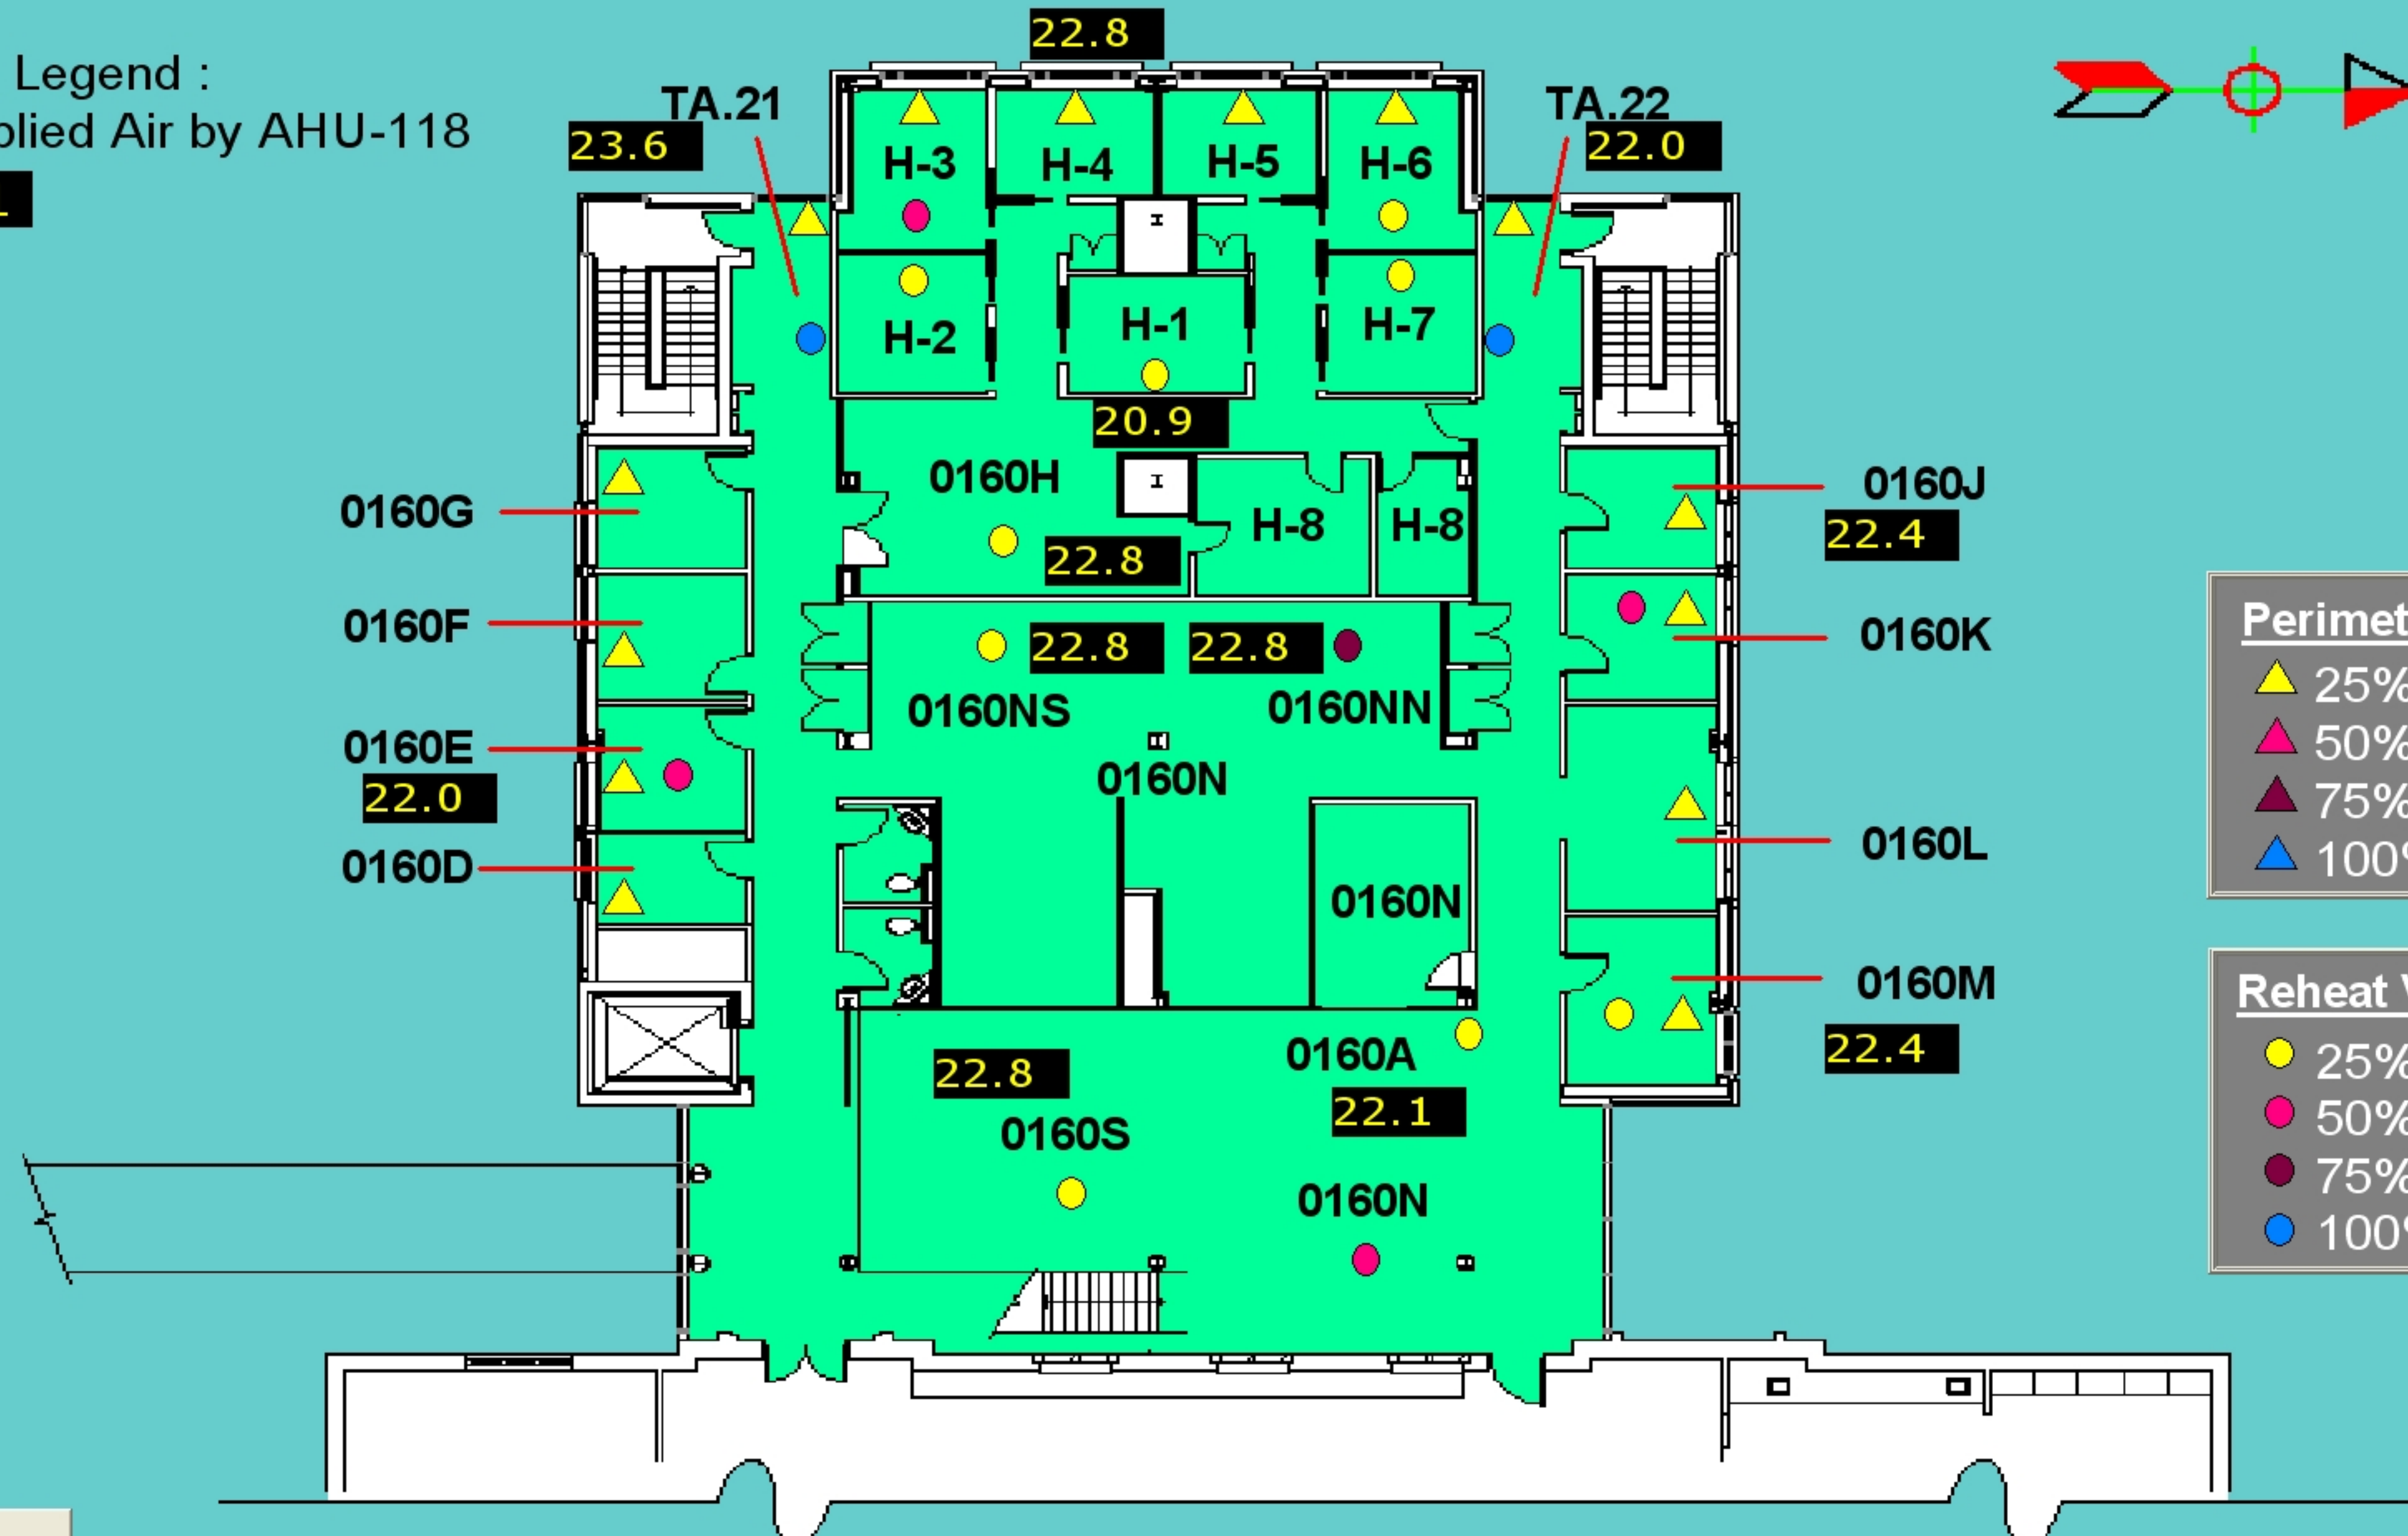 22.8
Legend :
plied Air by AHU-118
TA.21
23.6
TA.22
22.0
H-3
H-4
H-5
H-6
H-2
H-1
H-7
20.9
0160H
22.8
H-8
H-8
0160G
0160F
0160E
22.0
0160D
0160J
22.4
0160K
0160L
0160M
22.4
22.8
22.8
0160NS
0160NN
0160N
0160N
22.8
0160S
0160A
22.1
0160N
Perimet
25%
50%
75%
100%
Reheat V
25%
50%
75%
100%